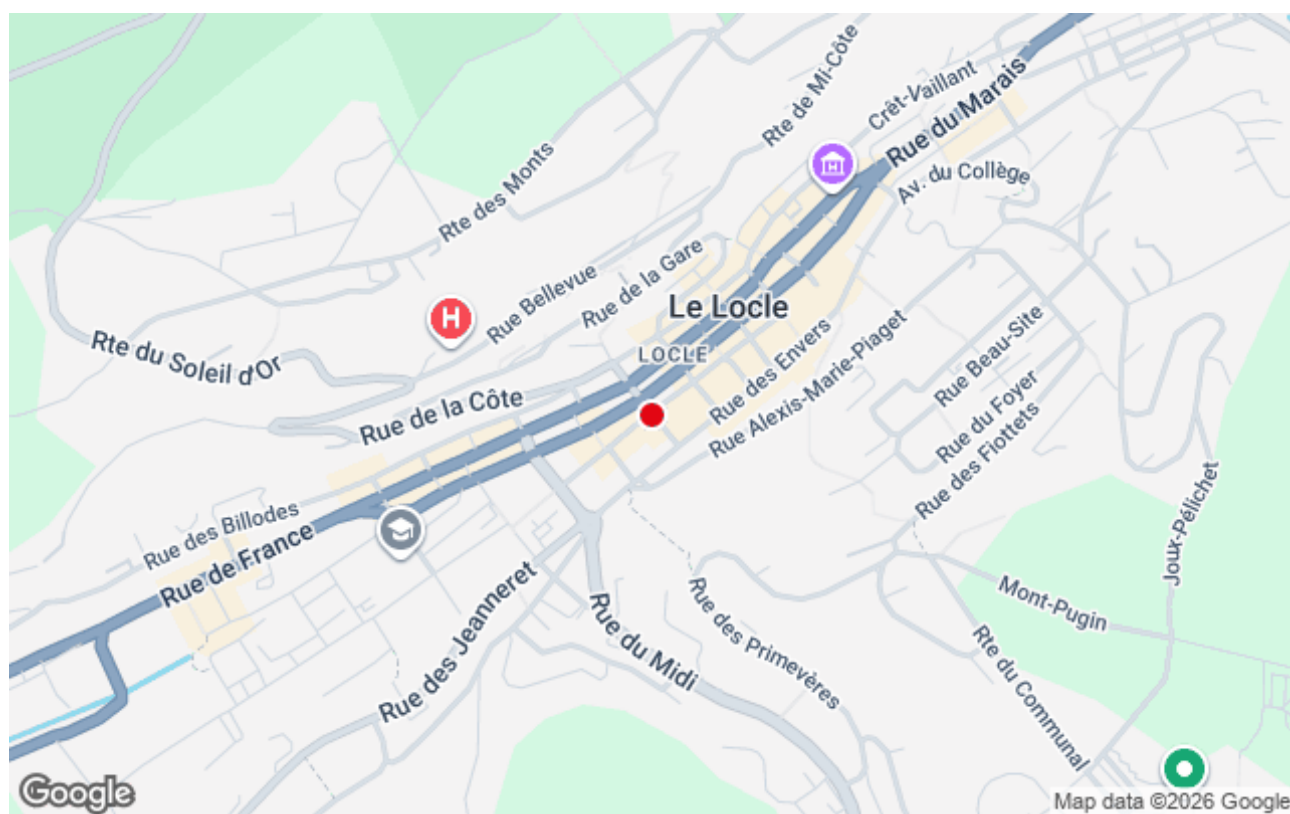 Rte de Mi-Côte
Crêt-Vaillant
Rue du Marais
Rte des Monts
Av. du Collège
Rue de la Gare
Rue Bellevue
H
Le Locle
LOCLE
Rte du Soleil d'Or
Rue de la Côte
Rue des Envers
Rue Alexis-Marie-Piaget
Rue Beau-Site
Rue du Foyer
Rue des Fiottets
Rue des Billodes
Rue de France
Joux-Pélichet
Rue des Jeanneret
Rue du Midi
Rue des Primevères
Mont-Pugin
Rte du Communal
Google
Map data ©2026 Google